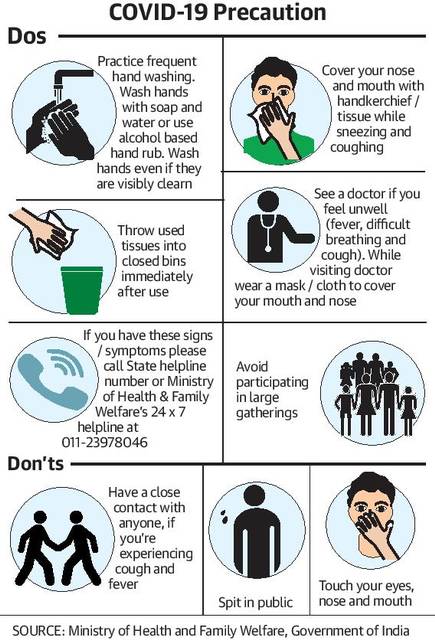 COVID-19 Precaution
Dos
Practice frequent
hand washing.
Wash hands
with soap and
water or use
alcohol based
hand rub. Wash
hands even if they
are visibly clearn
Cover your nose
and mouth with
handkerchief /
tissue while
sneezing and
coughing
Throw used
tissues into
closed bins
immediately
after use
See a doctor if you
feel unwell
(fever, difficult
breathing and
cough). While
visiting doctor
wear a mask / cloth to cover
your mouth and nose
If you have these signs
/ symptoms please
call State helpline
number or Ministry
of Health & Family
Welfare's 24 x 7
helpline at
011-23978046
Avoid
participating
in large
gatherings
Don'ts
Have a close
contact with
anyone, if
you're
experiencing
cough and
fever
Spit in public
Touch your eyes,
nose and mouth
SOURCE: Ministry of Health and Family Welfare, Government of India